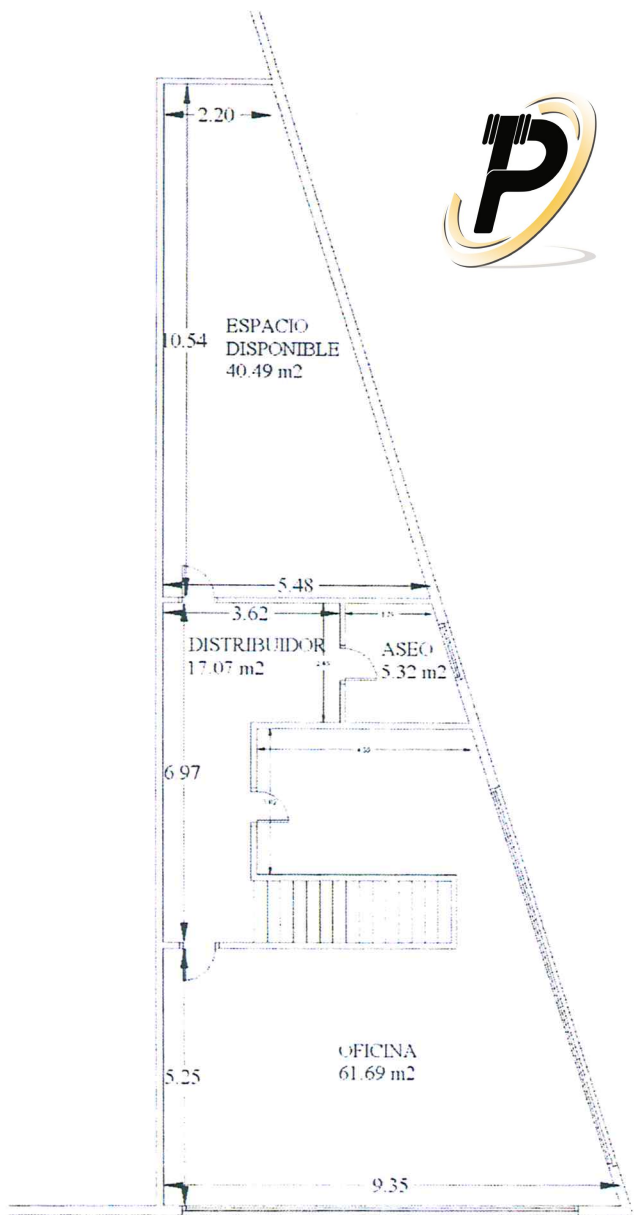 2.20
10.54
ESPACIO
DISPONIBLE
40.49 m2
5.48
3.62
DISTRIBUIDOR
17.07 m2
ASEO
5.32 m2
6.97
OFICINA
61.69 m2
5.25
9.35